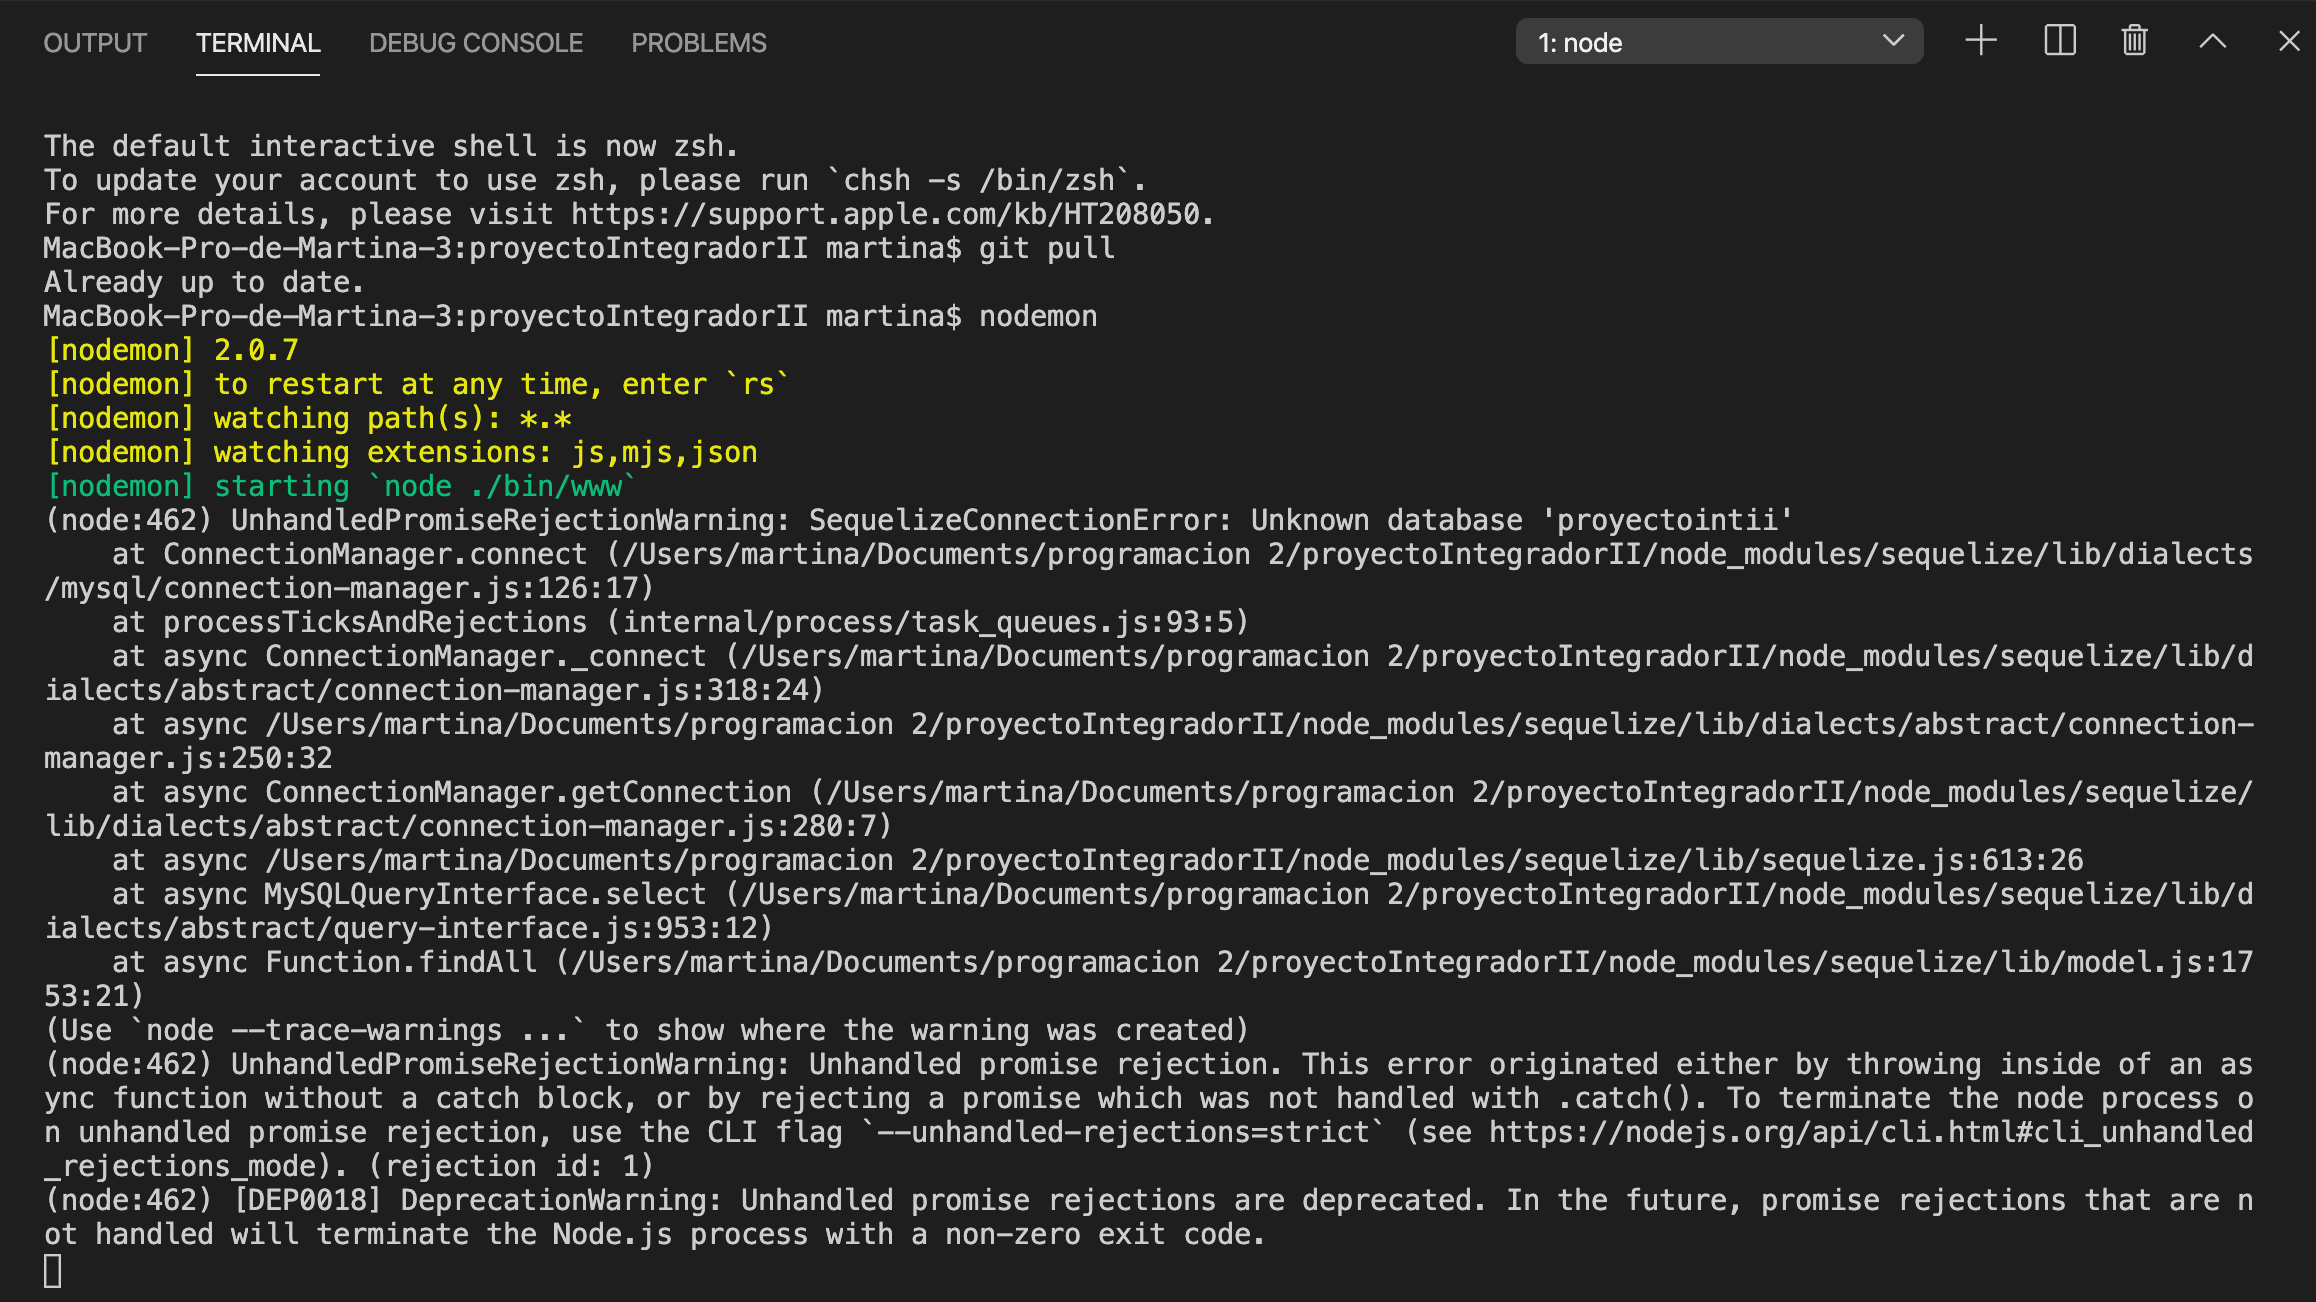 OUTPUT TERMINAL DEBUG CONSOLE PROBLEMS 1: node
The default interactive shell is now zsh.
To update your account to use zsh, please run `chsh -s /bin/zsh`.
For more details, please visit https://support.apple.com/kb/HT208050.
MacBook-Pro-de-Martina-3:proyectoIntegradorII martina$ git pull
Already up to date.
MacBook-Pro-de-Martina-3:proyectoIntegradorII martina$ nodemon
[nodemon] 2.0.7
[nodemon] to restart at any time, enter `rs`
[nodemon] watching path(s): *.*
[nodemon] watching extensions: js,mjs,json
[nodemon] starting `node ./bin/www`
(node:462) UnhandledPromiseRejectionWarning: SequelizeConnectionError: Unknown database 'proyectointii'
    at ConnectionManager.connect (/Users/martina/Documents/programacion 2/proyectoIntegradorII/node_modules/sequelize/lib/dialects
/mysql/connection-manager.js:126:17)
    at processTicksAndRejections (internal/process/task_queues.js:93:5)
    at async ConnectionManager._connect (/Users/martina/Documents/programacion 2/proyectoIntegradorII/node_modules/sequelize/lib/d
ialects/abstract/connection-manager.js:318:24)
    at async /Users/martina/Documents/programacion 2/proyectoIntegradorII/node_modules/sequelize/lib/dialects/abstract/connection-
manager.js:250:32
    at async ConnectionManager.getConnection (/Users/martina/Documents/programacion 2/proyectoIntegradorII/node_modules/sequelize/
lib/dialects/abstract/connection-manager.js:280:7)
    at async /Users/martina/Documents/programacion 2/proyectoIntegradorII/node_modules/sequelize/lib/sequelize.js:613:26
    at async MySQLQueryInterface.select (/Users/martina/Documents/programacion 2/proyectoIntegradorII/node_modules/sequelize/lib/d
ialects/abstract/query-interface.js:953:12)
    at async Function.findAll (/Users/martina/Documents/programacion 2/proyectoIntegradorII/node_modules/sequelize/lib/model.js:17
53:21)
(Use `node --trace-warnings ...` to show where the warning was created)
(node:462) UnhandledPromiseRejectionWarning: Unhandled promise rejection. This error originated either by throwing inside of an as
ync function without a catch block, or by rejecting a promise which was not handled with .catch(). To terminate the node process o
n unhandled promise rejection, use the CLI flag `--unhandled-rejections=strict` (see https://nodejs.org/api/cli.html#cli_unhandled
_rejections_mode). (rejection id: 1)
(node:462) [DEP0018] DeprecationWarning: Unhandled promise rejections are deprecated. In the future, promise rejections that are n
ot handled will terminate the Node.js process with a non-zero exit code.